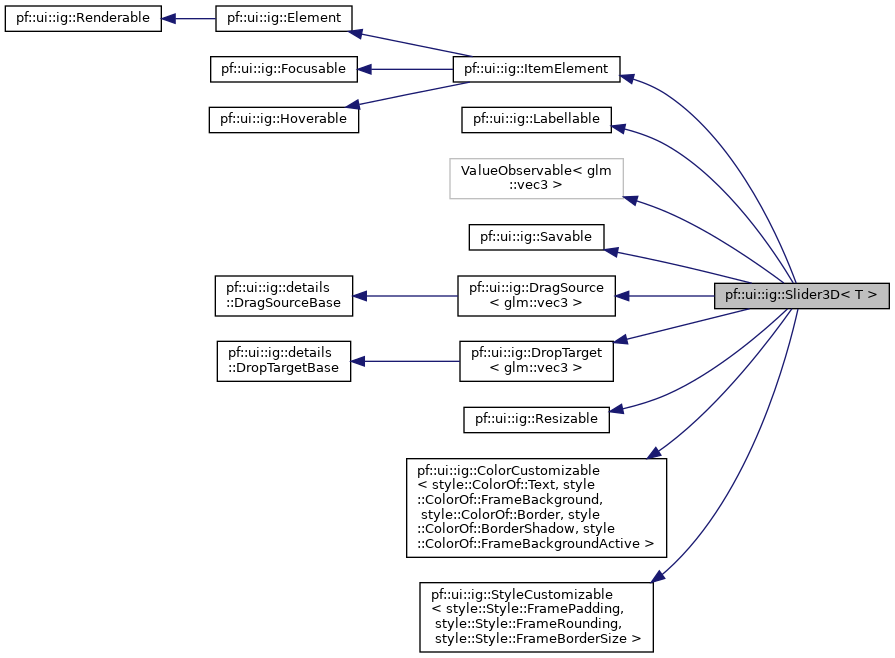 pf::ui::ig::Renderable
pf::ui::ig::Element
pf::ui::ig::Focusable
pf::ui::ig::ItemElement
pf::ui::ig::Hoverable
pf::ui::ig::Labellable
ValueObservable< glm
::vec3 >
pf::ui::ig::Savable
pf::ui::ig::details
::DragSourceBase
pf::ui::ig::DragSource
< glm::vec3 >
pf::ui::ig::Slider3D< T >
pf::ui::ig::details
::DropTargetBase
pf::ui::ig::DropTarget
< glm::vec3 >
pf::ui::ig::Resizable
pf::ui::ig::ColorCustomizable
< style::ColorOf::Text, style
::ColorOf::FrameBackground,
style::ColorOf::Border, style
::ColorOf::BorderShadow, style
::ColorOf::FrameBackgroundActive >
pf::ui::ig::StyleCustomizable
< style::Style::FramePadding,
style::Style::FrameRounding,
style::Style::FrameBorderSize >